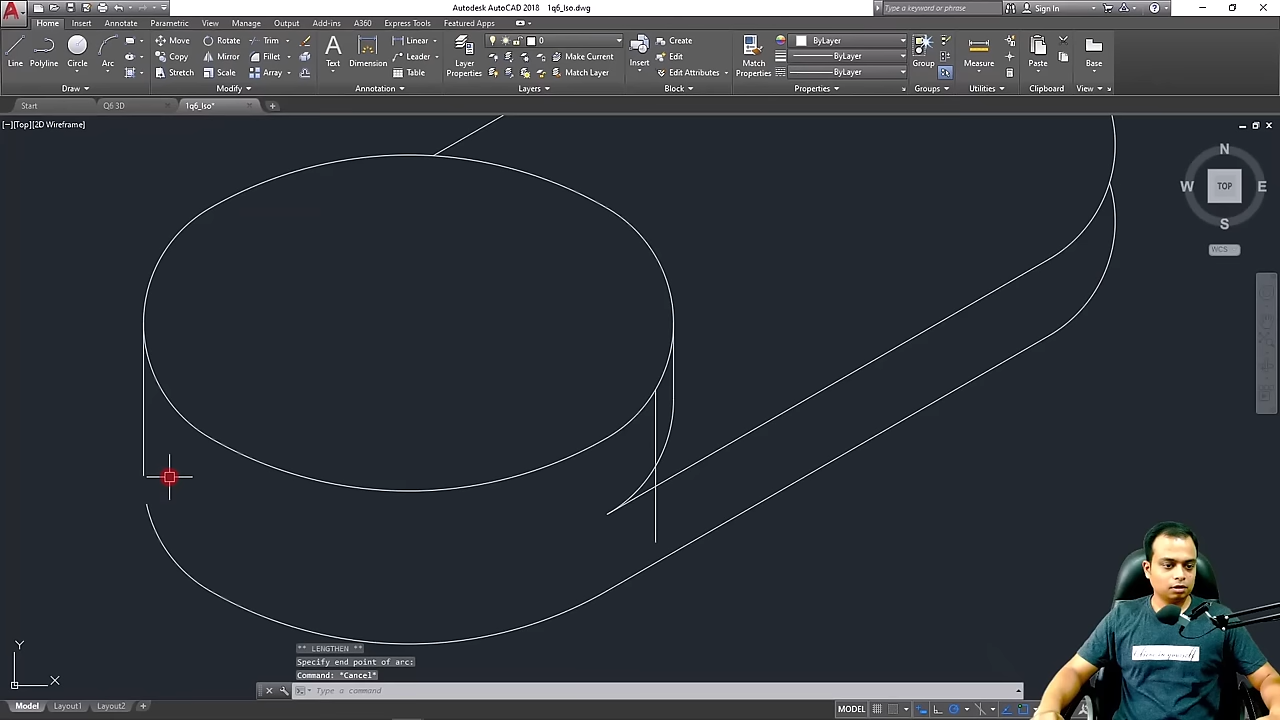 Autodesk AutoCAD 2018 1q6_Iso.dwg
Type a keyword or phrase
Sign In
Home Insert Annotate Parametric View Manage Output Add-ins A360 Express Tools Featured Apps
Line
Polyline
Circle
Arc
Move
Copy
Stretch
Rotate
Mirror
Scale
Trim
Fillet
Array
Text
Dimension
Linear
Leader
Table
Layer
Properties
0
Make Current
Match Layer
Insert
Create
Edit
Edit Attributes
Match
Properties
ByLayer
ByLayer
ByLayer
Group
Measure
Paste
Base
Draw
Modify
Annotation
Layers
Block
Properties
Groups
Utilities
Clipboard
View
Start
Q6 3D
1q6_Iso*
[−][Top][2D Wireframe]
N
W
TOP
E
S
WCS
Y
X
** LENGTHEN **
Specify end point of arc:
Command: *Cancel*
Type a command
Model Layout1 Layout2
MODEL